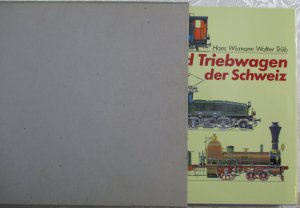 Hans Wismann Walter Trüb
d Triebwagen
der Schweiz